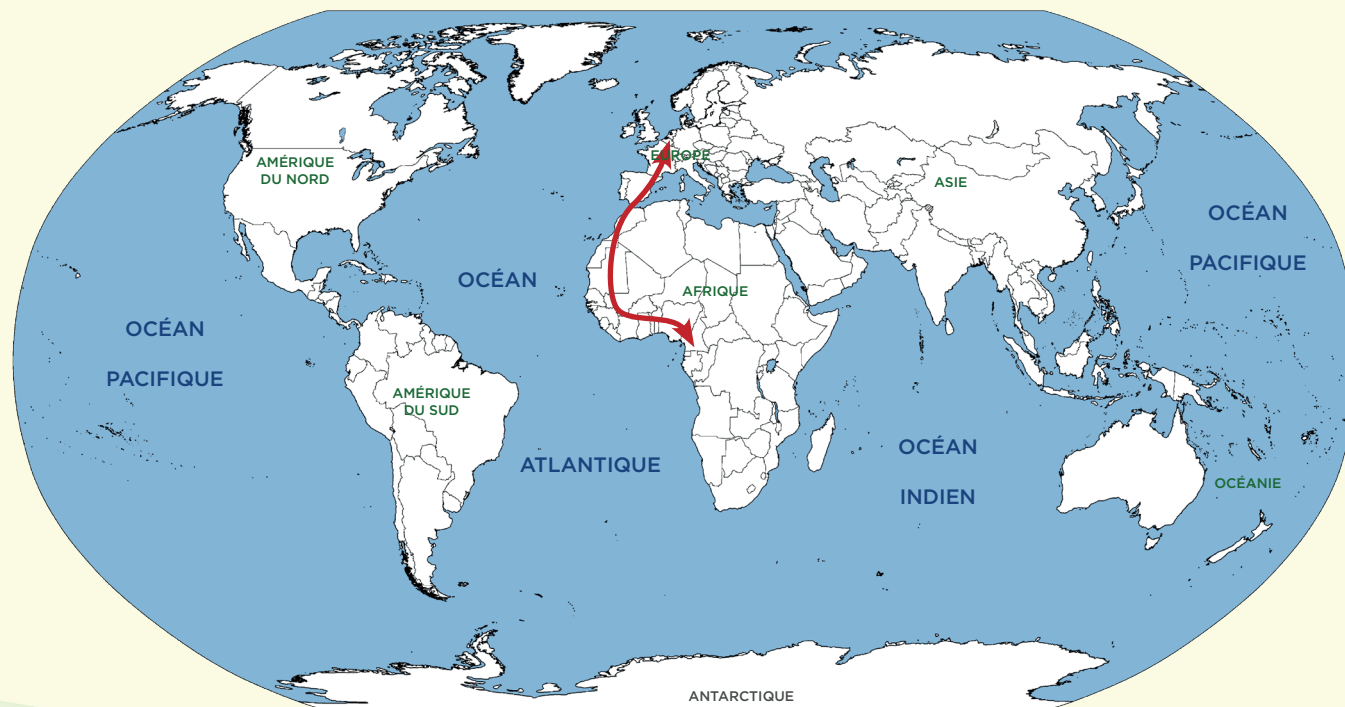 AMÉRIQUE
DU NORD
EUROPE
ASIE
OCÉAN
PACIFIQUE
OCÉAN
AFRIQUE
OCÉAN
PACIFIQUE
AMÉRIQUE
DU SUD
ATLANTIQUE
OCÉAN
INDIEN
OCÉANIE
ANTARCTIQUE